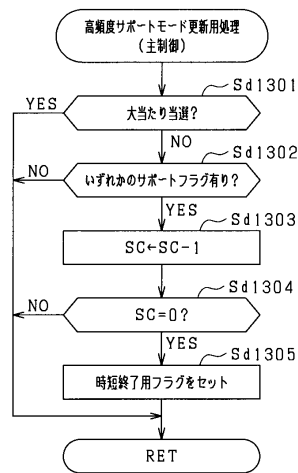 高頻度サポートモード更新用処理
(主制御)
Sd1301
YES
大当たり当選?
NO
Sd1302
NO
いずれかのサポートフラグ有り?
YES
Sd1303
SC←SC-1
Sd1304
NO
SC=0?
YES
Sd1305
時短終了用フラグをセット
RET